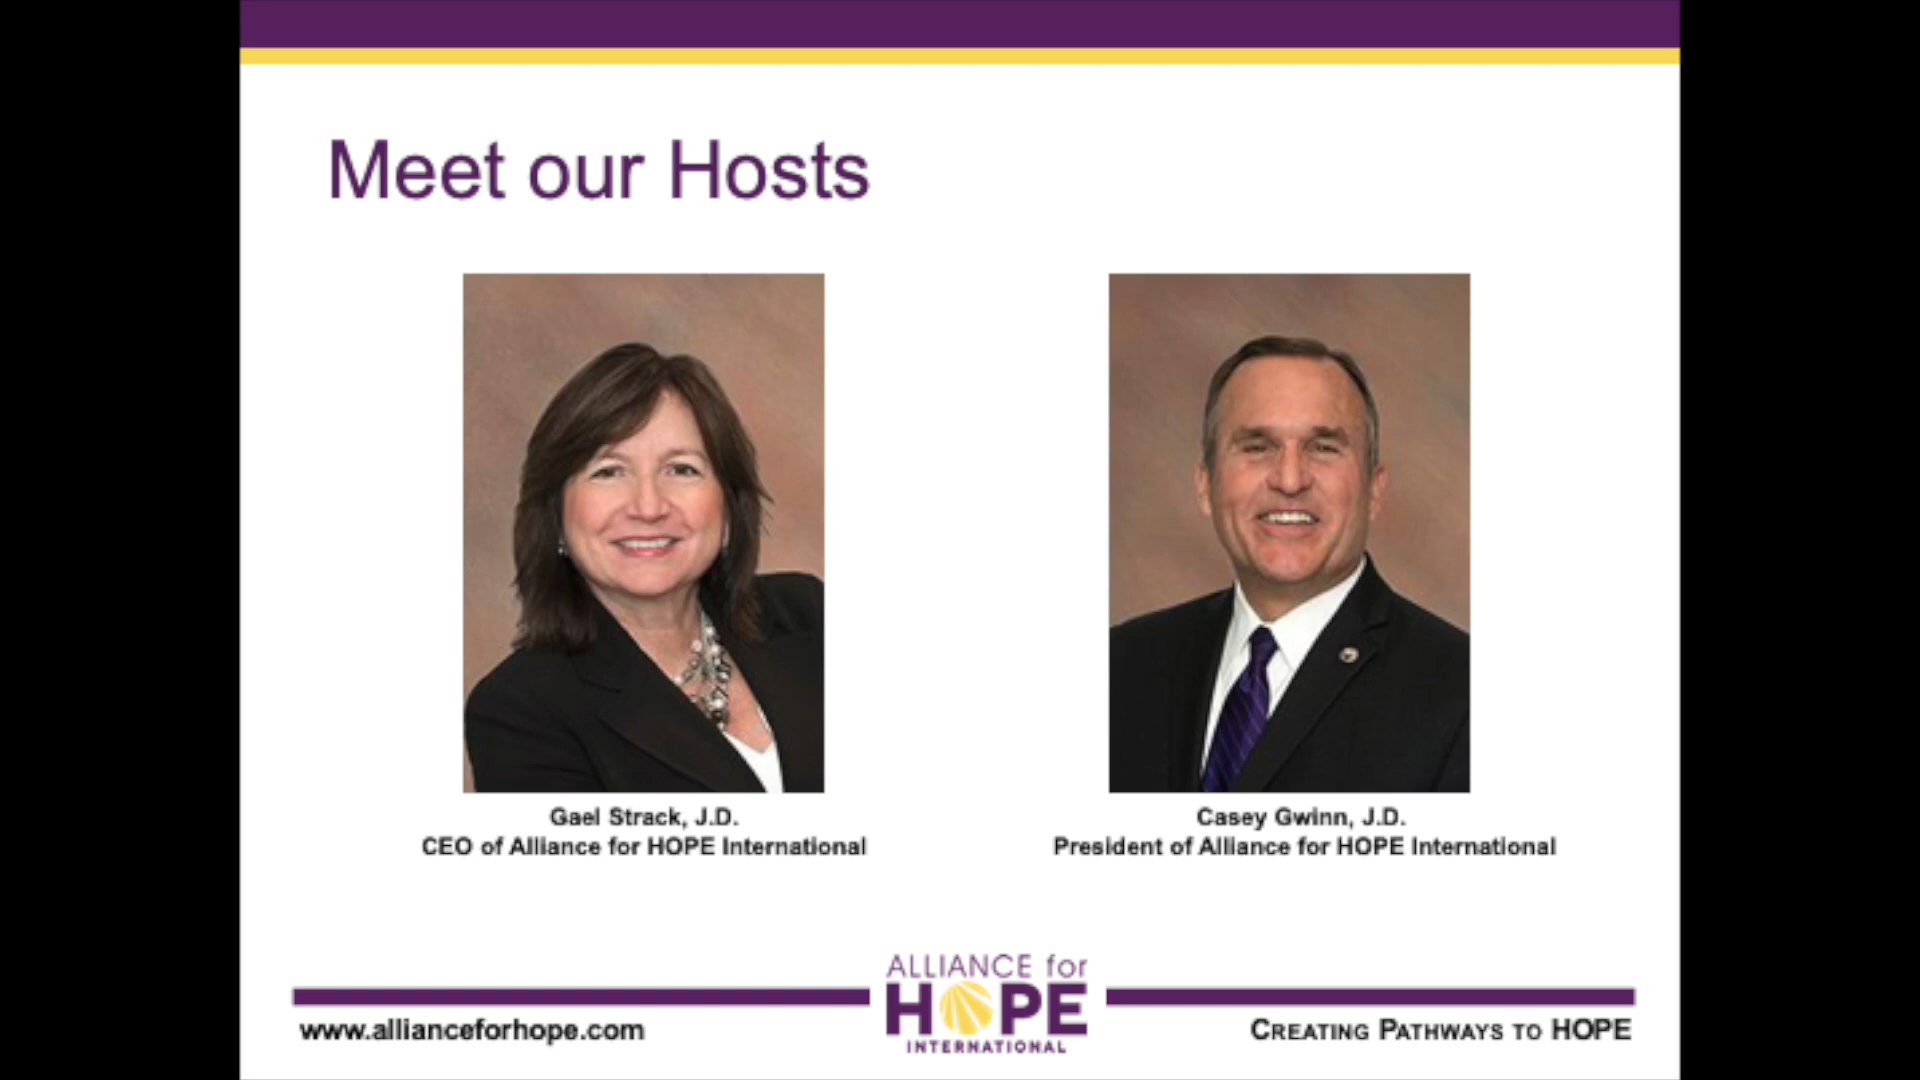 Meet our Hosts
Gael Strack, J.D.
CEO of Alliance for HOPE International
Casey Gwinn, J.D.
President of Alliance for HOPE International
www.allianceforhope.com
ALLIANCE for
HOPE
INTERNATIONAL
CREATING PATHWAYS TO HOPE